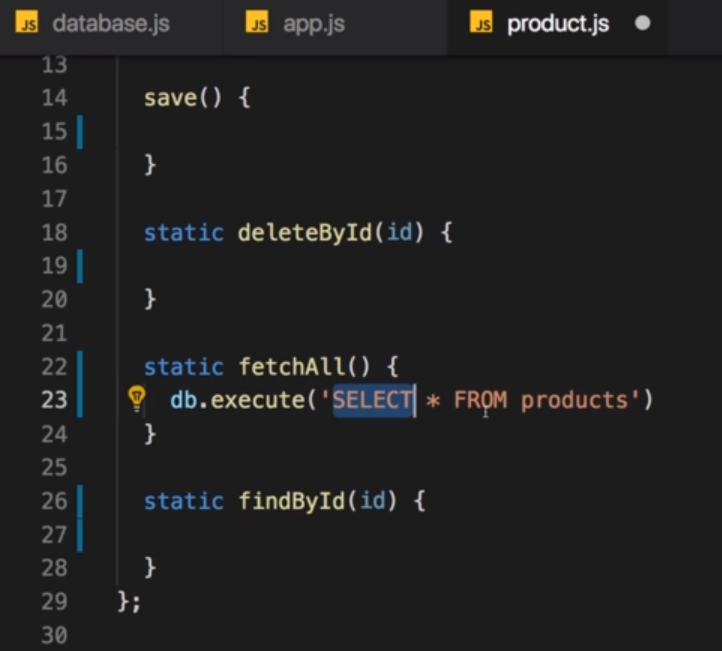 JS database.js JS app.js JS product.js
13
14 save() {
15
16 }
17
18 static deleteById(id) {
19
20 }
21
22 static fetchAll() {
23 db.execute('SELECT * FROM products')
24 }
25
26 static findById(id) {
27
28 }
29 };
30